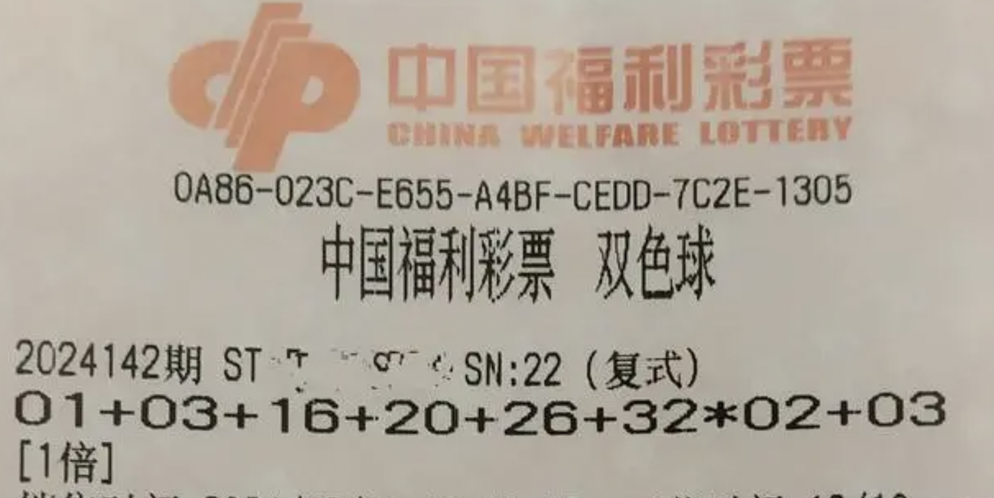 中国福利彩票
CHINA WELFARE LOTTERY
0A86-023C-E655-A4BF-CEDD-7C2E-1305
中国福利彩票 双色球
2024142期 ST SN:22 (复式)
01+03+16+20+26+32*02+03
[1倍]